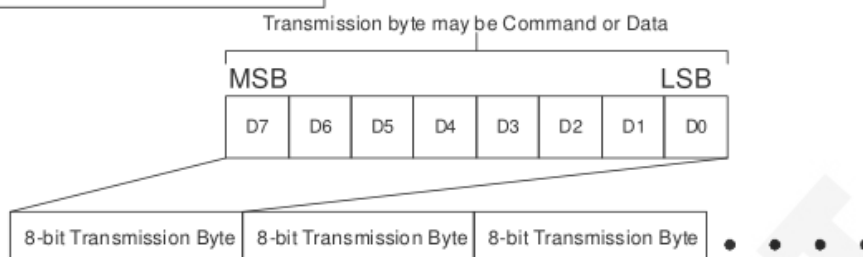 Transmission byte may be Command or Data
MSB LSB
D7 D6 D5 D4 D3 D2 D1 D0
8-bit Transmission Byte 8-bit Transmission Byte 8-bit Transmission Byte